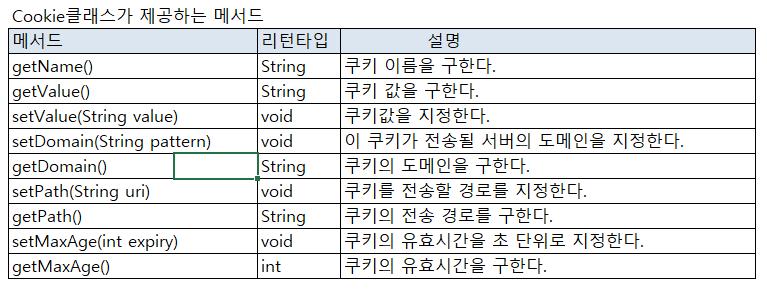 Cookie클래스가 제공하는 메서드
메서드 리턴타입 설명
getName() String 쿠키 이름을 구한다.
getValue() String 쿠키 값을 구한다.
setValue(String value) void 쿠키값을 지정한다.
setDomain(String pattern) void 이 쿠키가 전송될 서버의 도메인을 지정한다.
getDomain() String 쿠키의 도메인을 구한다.
setPath(String uri) void 쿠키를 전송할 경로를 지정한다.
getPath() String 쿠키의 전송 경로를 구한다.
setMaxAge(int expiry) void 쿠키의 유효시간을 초 단위로 지정한다.
getMaxAge() int 쿠키의 유효시간을 구한다.